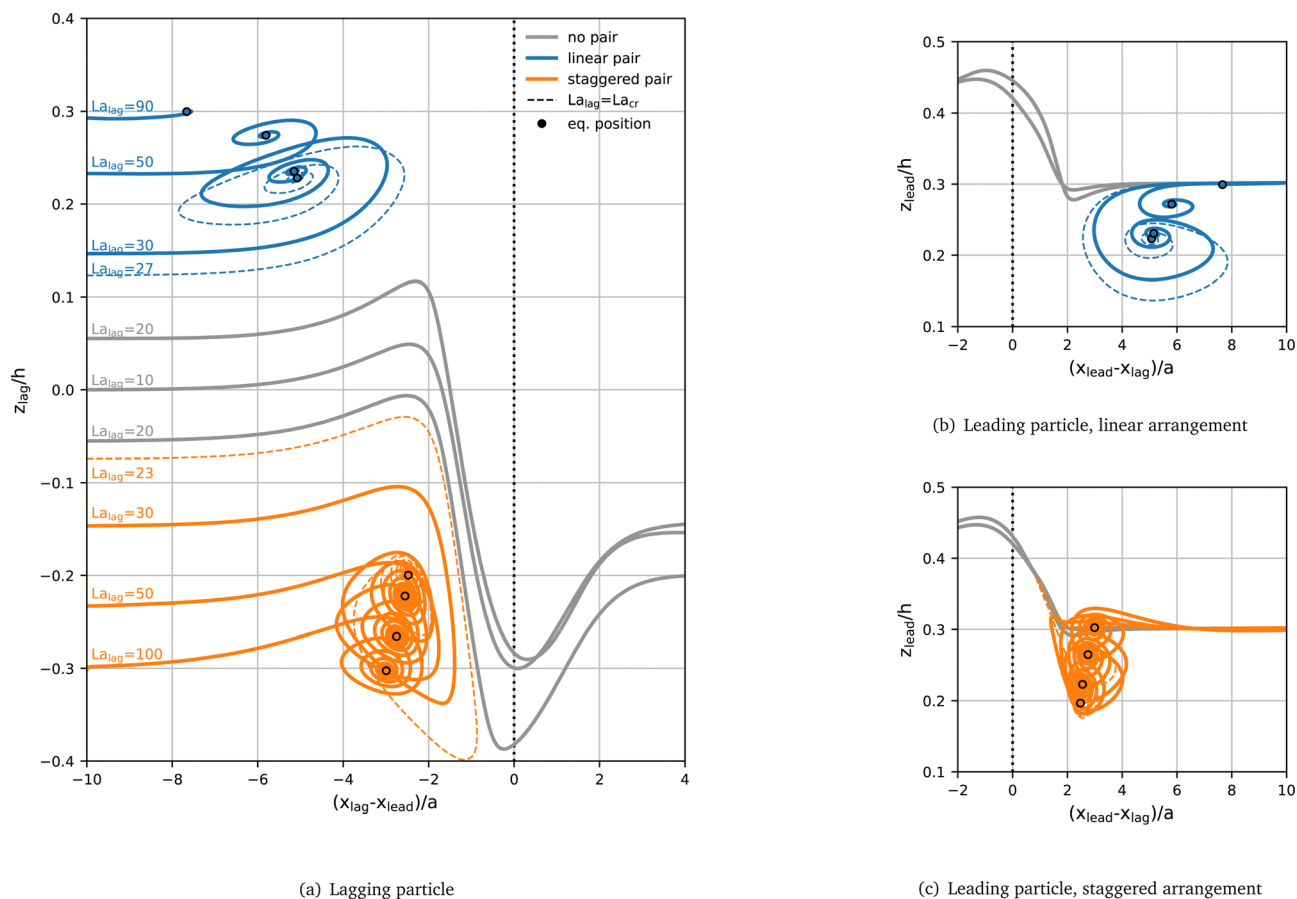 0.4
0.3
0.2
0.1
0.0
−0.1
−0.2
−0.3
−0.4
z_lag/h
−10
−8
−6
−4
−2
0
2
4
(x_lag-x_lead)/a
no pair
linear pair
staggered pair
La_lag=La_cr
eq. position
La_lag=90
La_lag=50
La_lag=30
La_lag=27
La_lag=20
La_lag=10
La_lag=20
La_lag=23
La_lag=30
La_lag=50
La_lag=100
(a) Lagging particle
0.5
0.4
0.3
0.2
0.1
z_lead/h
−2
0
2
4
6
8
10
(x_lead-x_lag)/a
(b) Leading particle, linear arrangement
0.5
0.4
0.3
0.2
0.1
z_lead/h
−2
0
2
4
6
8
10
(x_lead-x_lag)/a
(c) Leading particle, staggered arrangement